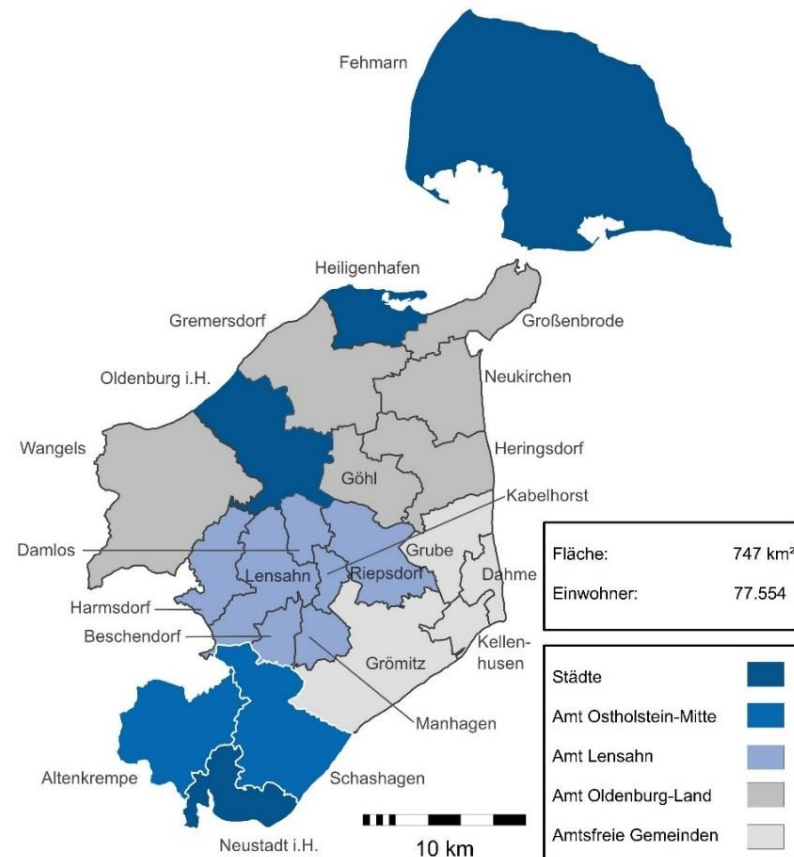 Fehmarn
Heiligenhafen
Gremersdorf
Großenbrode
Oldenburg i.H.
Neukirchen
Wangels
Heringsdorf
Göhl
Kabelhorst
Damlos
Grube
Lensahn
Riepsdorf
Dahme
Harmsdorf
Beschendorf
Kellen-
husen
Grömitz
Manhagen
Altenkrempe
Schashagen
Neustadt i.H.
10 km
Fläche: 747 km²
Einwohner: 77.554
Städte
Amt Ostholstein-Mitte
Amt Lensahn
Amt Oldenburg-Land
Amtsfreie Gemeinden